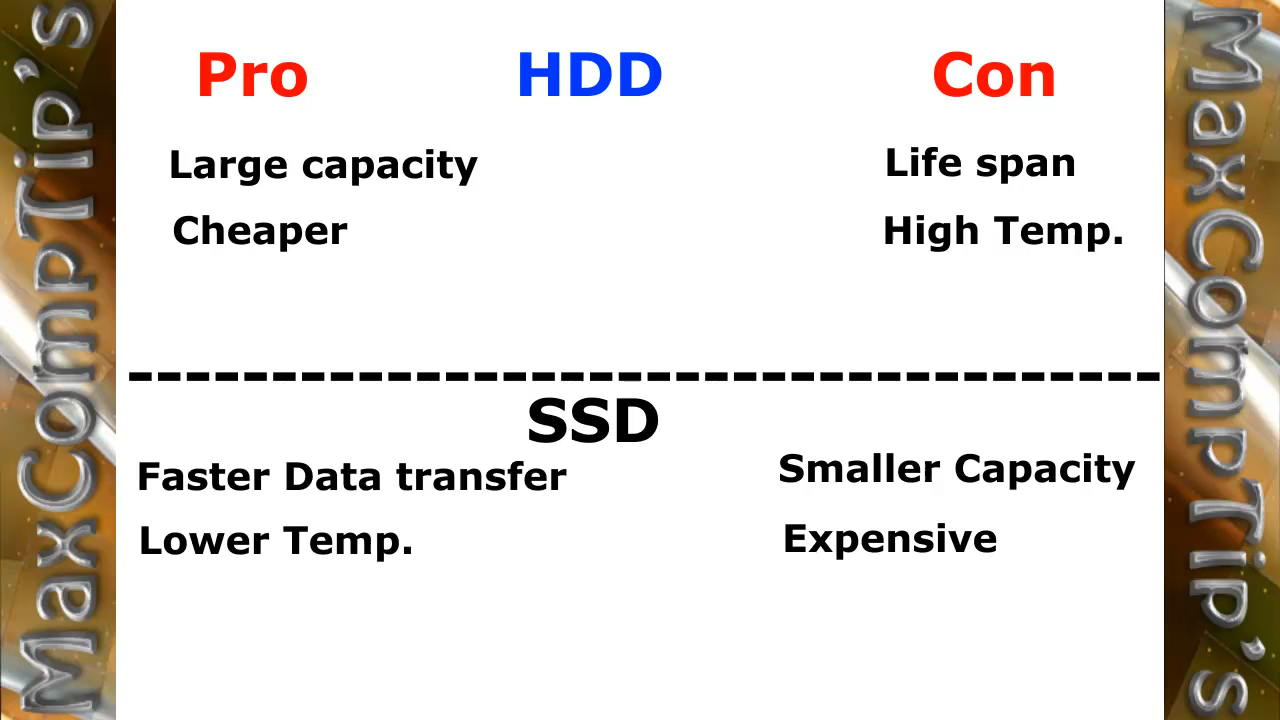 MaxCompTip's
Pro HDD Con
Large capacity Life span
Cheaper High Temp.
SSD
Faster Data transfer Smaller Capacity
Lower Temp. Expensive
MaxCompTip's